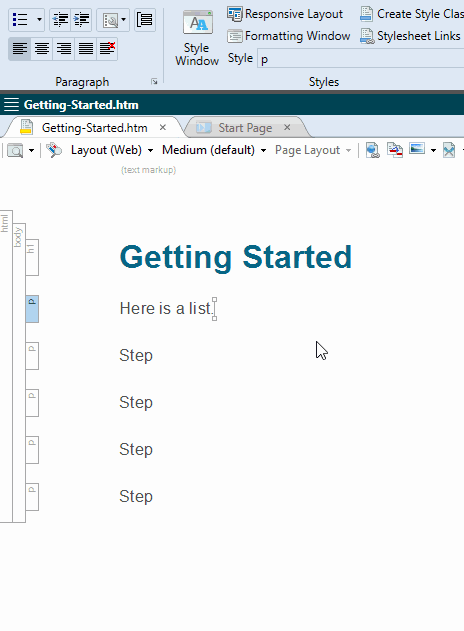 Responsive Layout
Create Style Clas
Formatting Window
Stylesheet Links
Style
Window
Style p
Paragraph
Styles
Getting-Started.htm
Getting-Started.htm × Start Page ×
Layout (Web) Medium (default) Page Layout
(text markup)
html
body
h1
Getting Started
p
Here is a list.
p
Step
p
Step
p
Step
p
Step